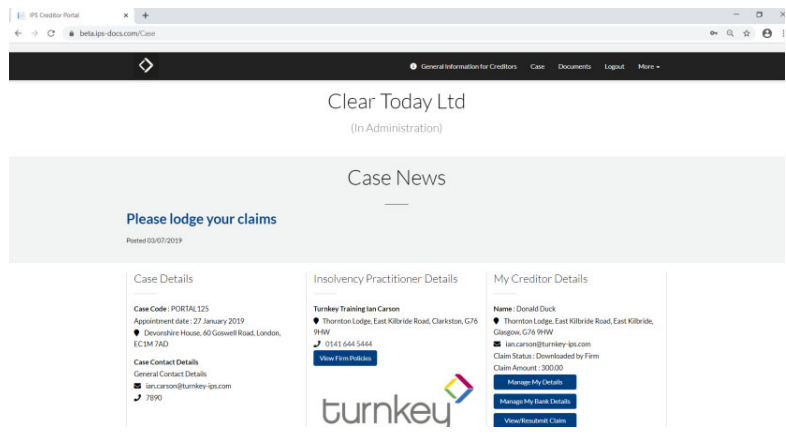 IPS Creditor Portal
beta.ips-docs.com/Case
General Information for Creditors Case Documents Logout More
Clear Today Ltd
(In Administration)
Case News
Please lodge your claims
Posted 03/07/2019
Case Details
Case Code : PORTAL125
Appointment date : 27 January 2019
Devonshire House, 60 Goswell Road, London,
EC1M 7AD
Case Contact Details
General Contact Details
ian.carson@turnkey-ips.com
7890
Insolvency Practitioner Details
Turnkey Training Ian Carson
Thornton Lodge, East Kilbride Road, Clarkston, G76
9HW
0141 644 5444
View Firm Policies
turnkey
My Creditor Details
Name : Donald Duck
Thornton Lodge, East Kilbride Road, East Kilbride,
Glasgow, G76 9HW
ian.carson@turnkey-ips.com
Claim Status : Downloaded by Firm
Claim Amount : 300.00
Manage My Details
Manage My Bank Details
View/Resubmit Claim